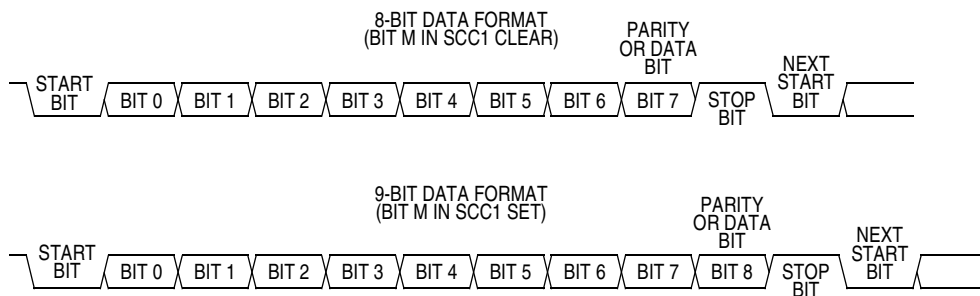 8-BIT DATA FORMAT
(BIT M IN SCC1 CLEAR)
PARITY
OR DATA
BIT
START
BIT
BIT 0
BIT 1
BIT 2
BIT 3
BIT 4
BIT 5
BIT 6
BIT 7
STOP
BIT
NEXT
START
BIT
9-BIT DATA FORMAT
(BIT M IN SCC1 SET)
PARITY
OR DATA
BIT
START
BIT
BIT 0
BIT 1
BIT 2
BIT 3
BIT 4
BIT 5
BIT 6
BIT 7
BIT 8
STOP
BIT
NEXT
START
BIT